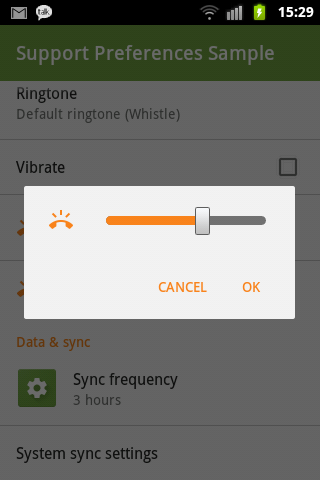 talk
15:29
Support Preferences Sample
Ringtone
Default ringtone (Whistle)
Vibrate
CANCEL
OK
Data & sync
Sync frequency
3 hours
System sync settings